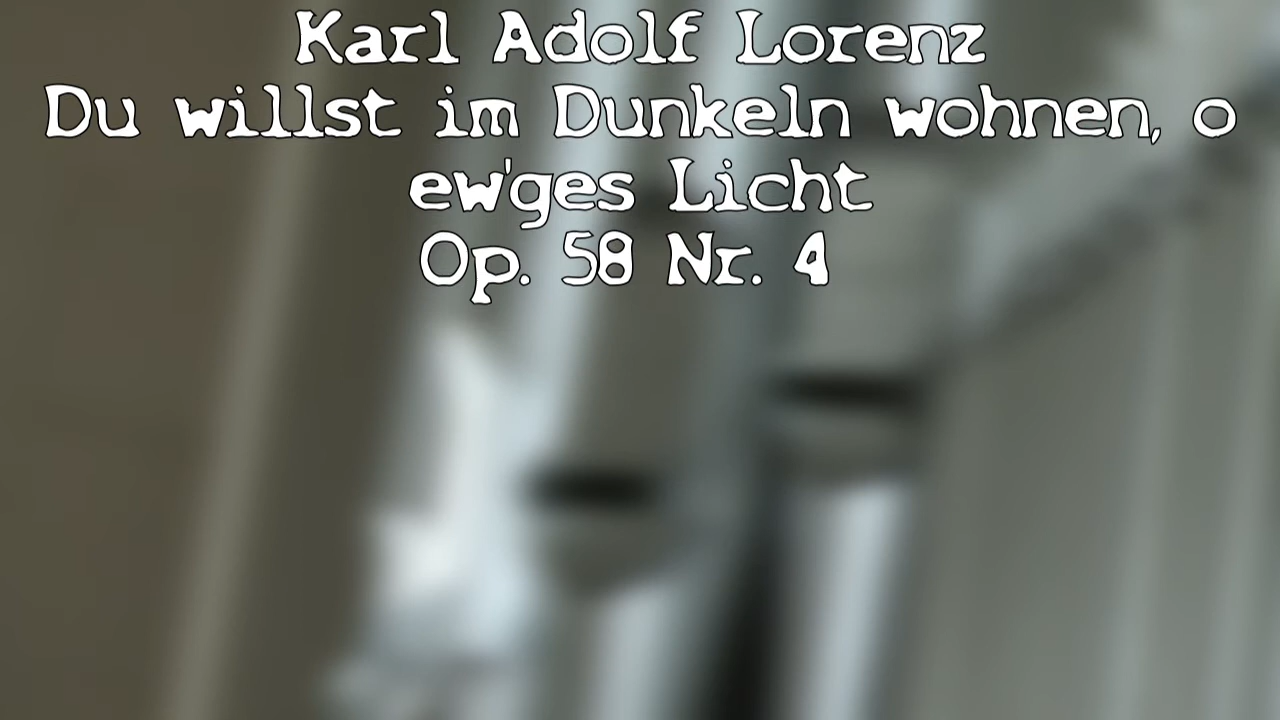 Karl Adolf Lorenz
Du willst im Dunkeln wohnen, o
ew'ges Licht
Op. 58 Nr. 4